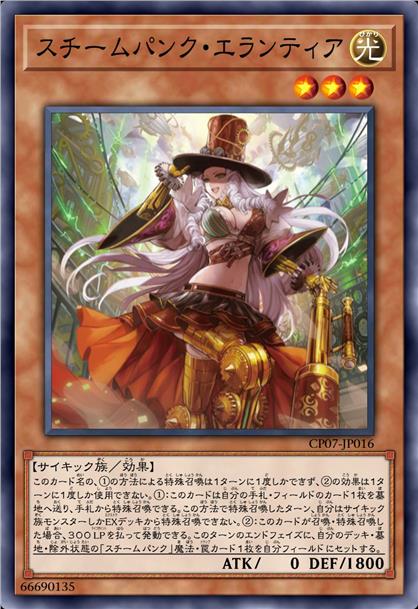 スチームパンク・エランティア 光
CP07-JP016
【サイキック族／効果】
このカード名の、①の方法による特殊召喚は1ターンに1度しかできず、②の効果は1タ
ーンに1度しか使用できない。①：このカードは自分の手札・フィールドのカード1枚を墓
地へ送り、手札から特殊召喚できる。この方法で特殊召喚したターン、自分はサイキック
族モンスターしかEXデッキから特殊召喚できない。②：このカードが召喚・特殊召喚し
た場合、300LPを払って発動できる。このターンのエンドフェイズに、自分のデッキ・墓
地・除外状態の「スチームパンク」魔法・罠カード1枚を自分フィールドにセットする。
ATK/ 0 DEF/1800
66690135